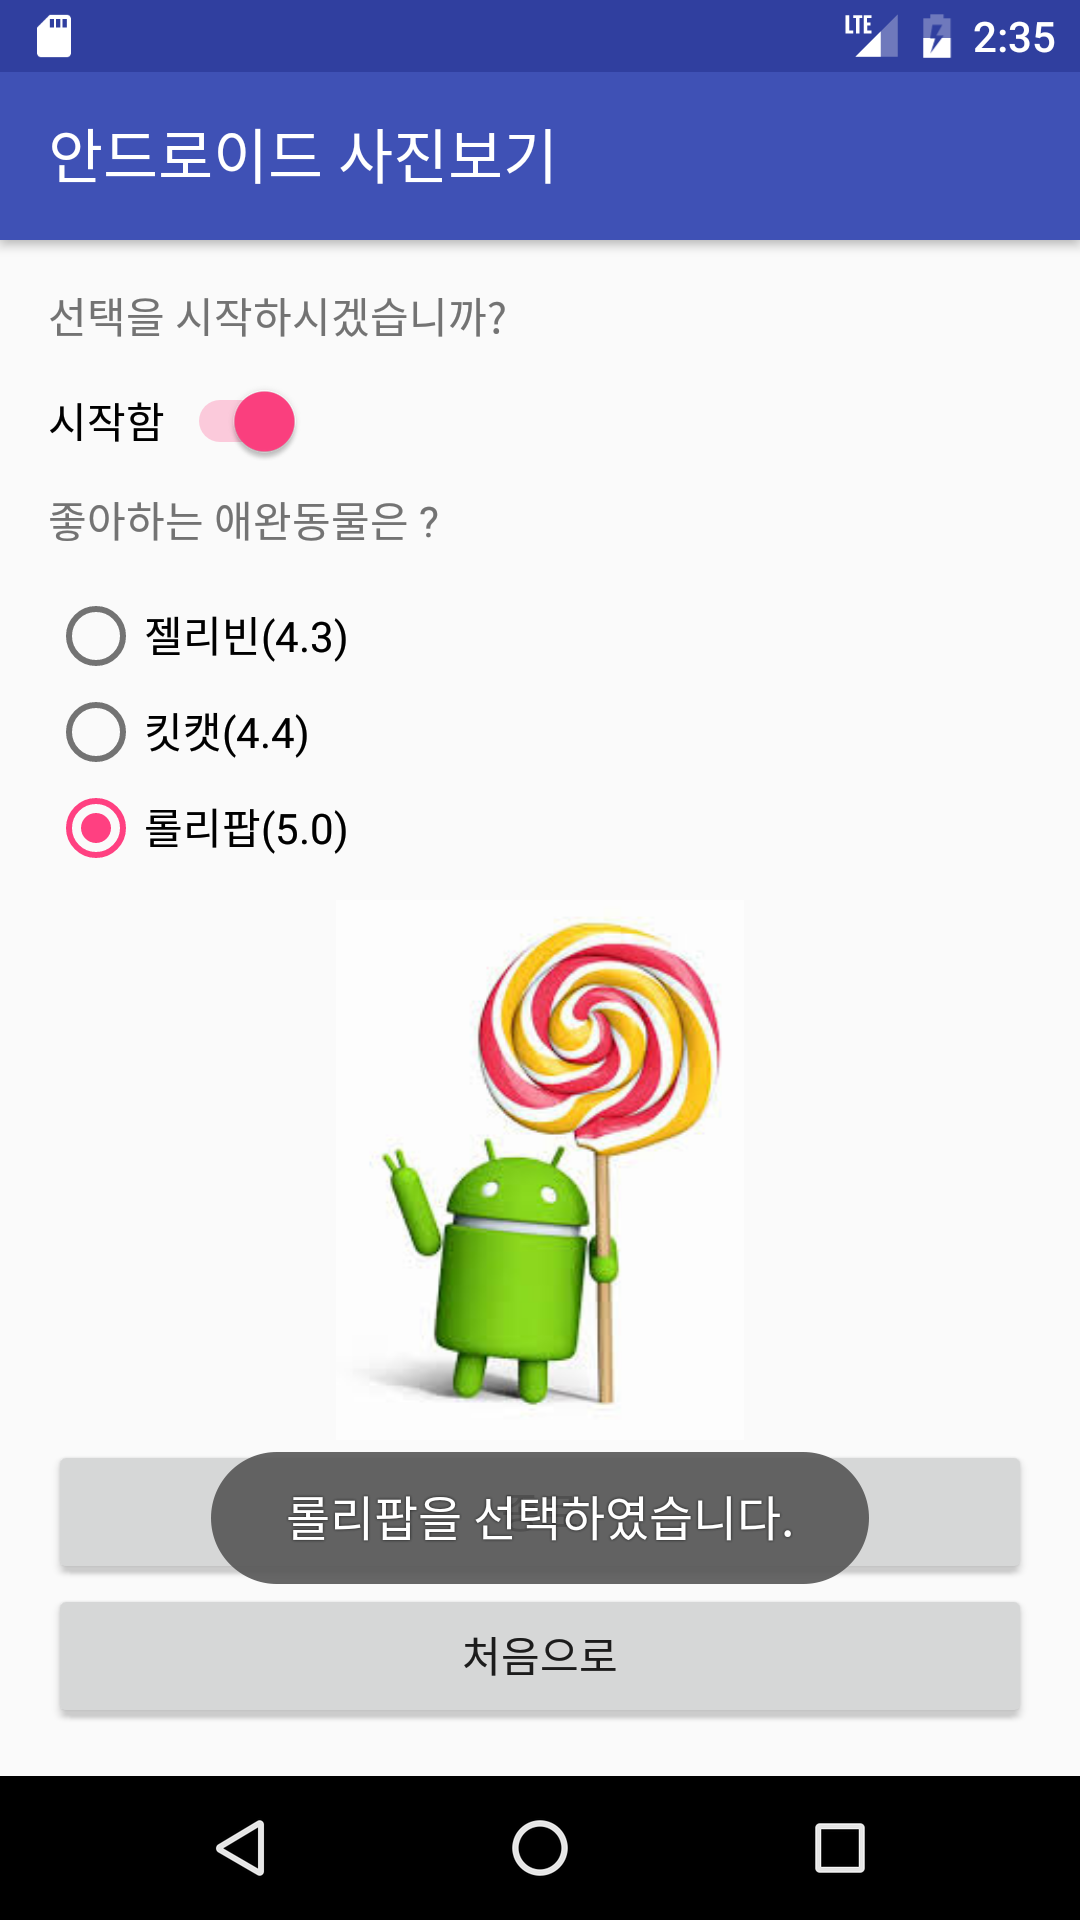 LTE 2:35
안드로이드 사진보기
선택을 시작하시겠습니까?
시작함
좋아하는 애완동물은 ?
젤리빈(4.3)
킷캣(4.4)
롤리팝(5.0)
롤리팝을 선택하였습니다.
처음으로